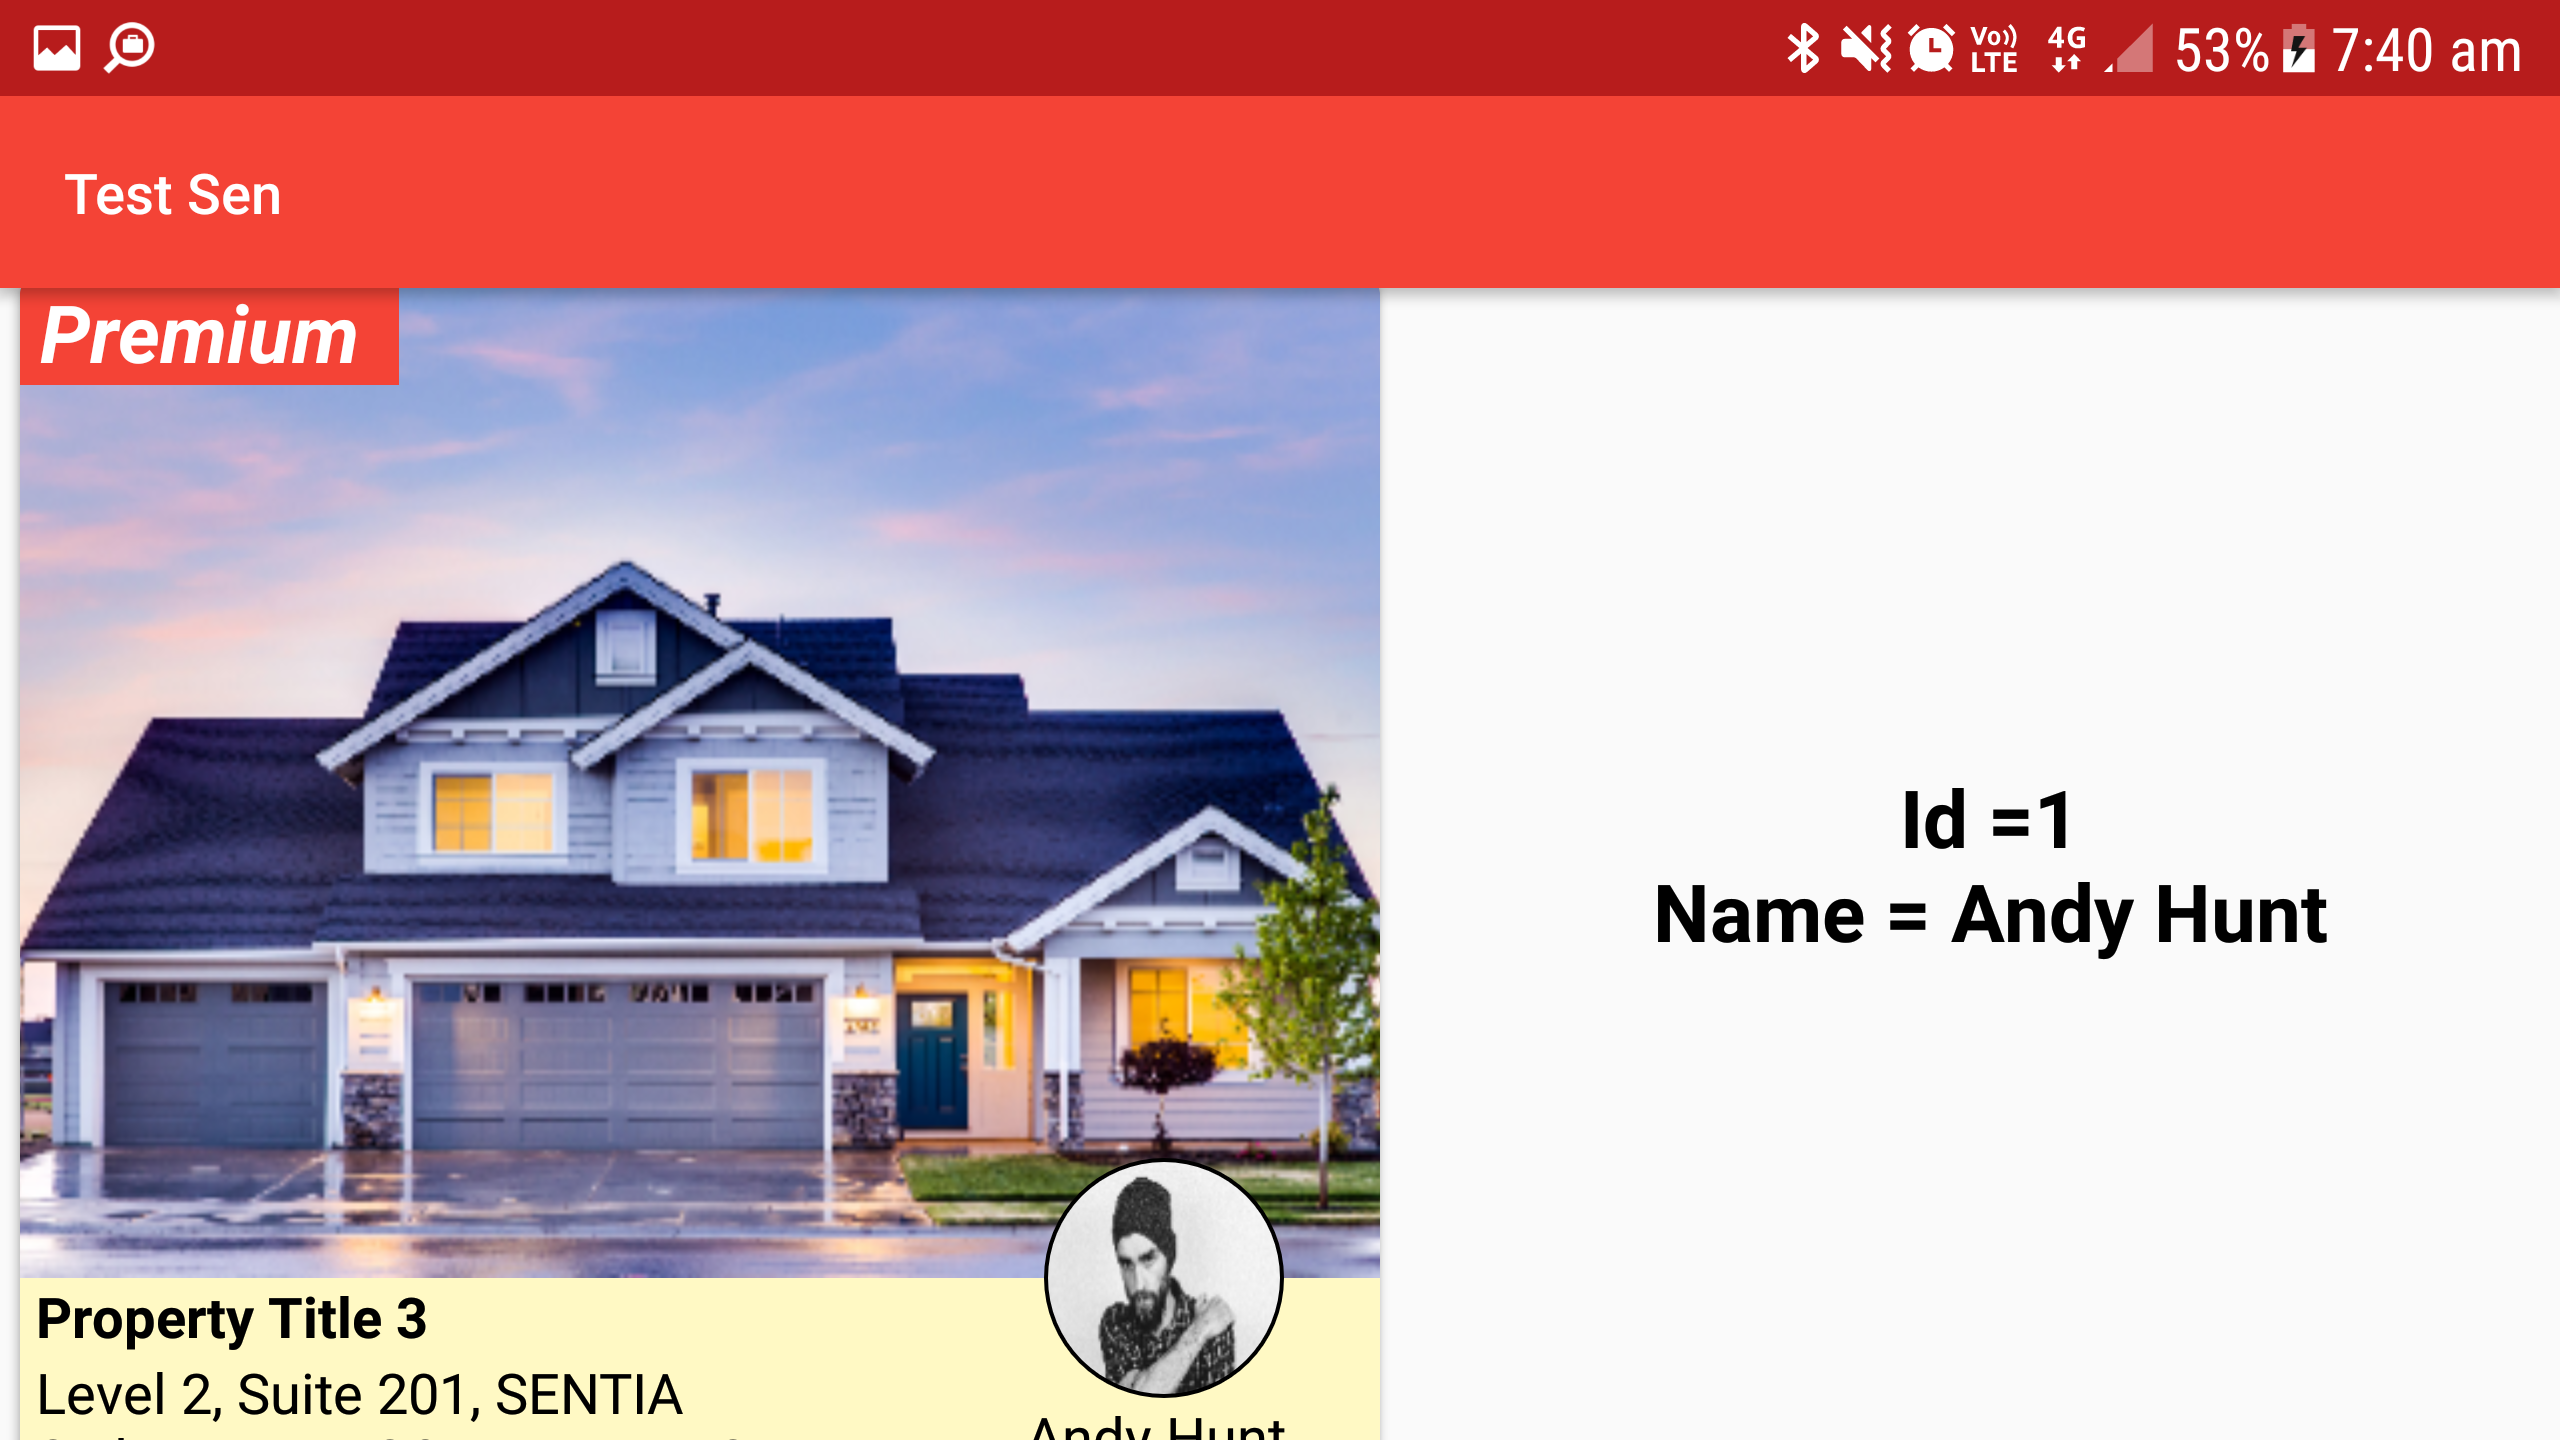 Vo)) LTE 4G 53% 7:40 am
Test Sen
Premium
Id =1
Name = Andy Hunt
Property Title 3
Level 2, Suite 201, SENTIA
Andy Hunt